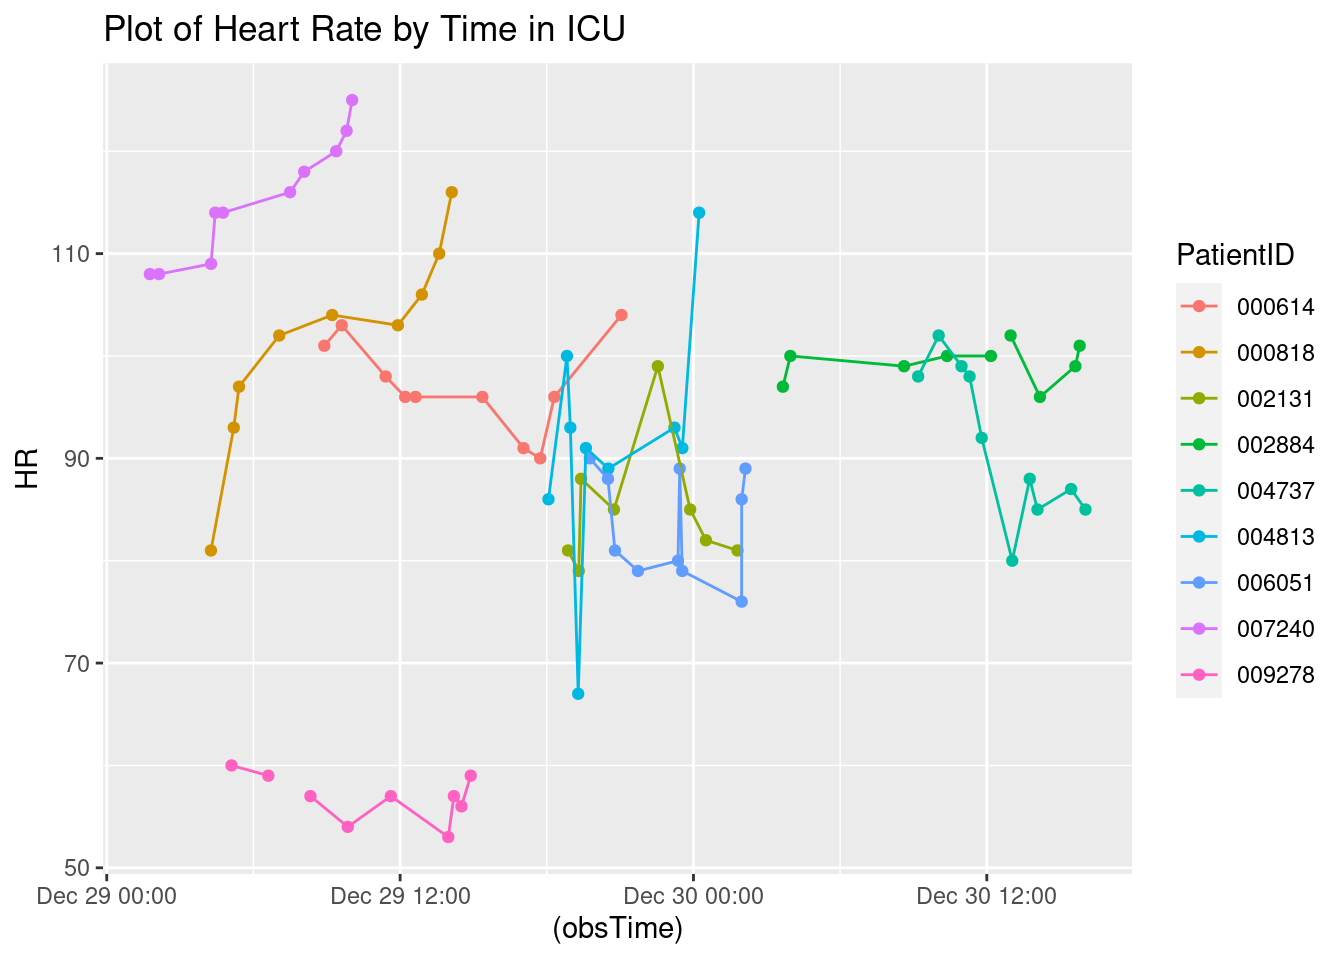 Plot of Heart Rate by Time in ICU
HR
110
90
70
50
Dec 29 00:00
Dec 29 12:00
Dec 30 00:00
Dec 30 12:00
(obsTime)
PatientID
000614
000818
002131
002884
004737
004813
006051
007240
009278